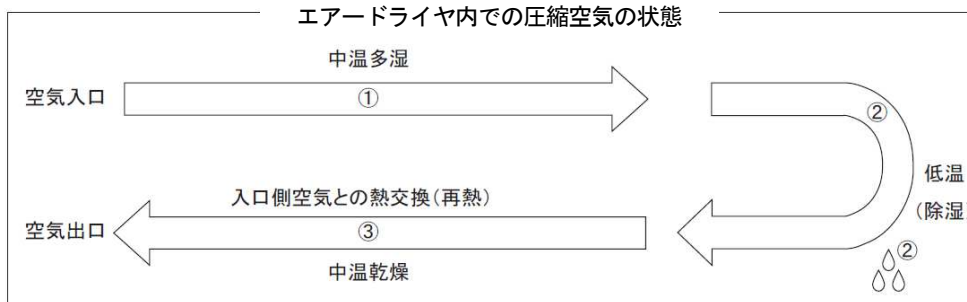 エアードライヤ内での圧縮空気の状態
中温多湿
空気入口
①
②
低温
(除湿)
入口側空気との熱交換(再熱)
空気出口
③
中温乾燥
②